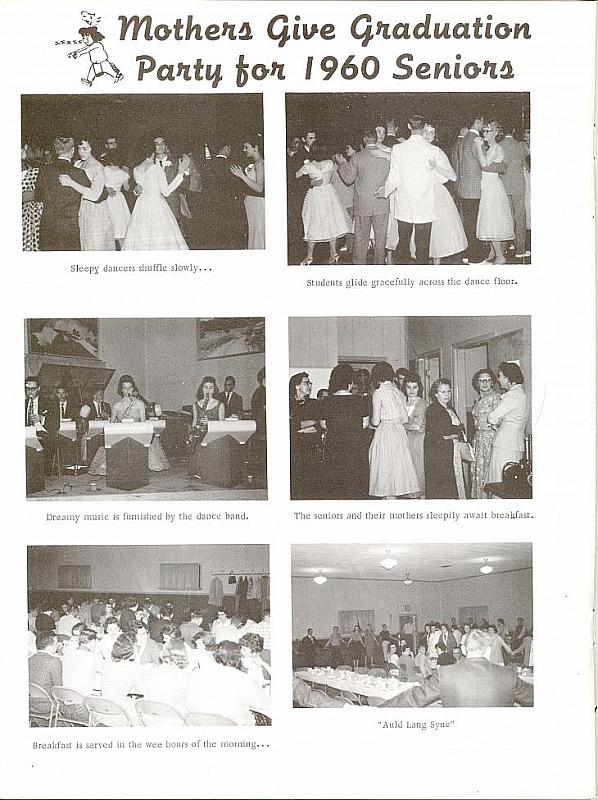 Mothers Give Graduation
Party for 1960 Seniors
Sleepy dancers shuffle slowly...
Students glide gracefully across the dance floor.
Dreamy music is furnished by the dance band.
The seniors and their mothers sleepily await breakfast.
Breakfast is served in the wee hours of the morning...
"Auld Lang Syne"